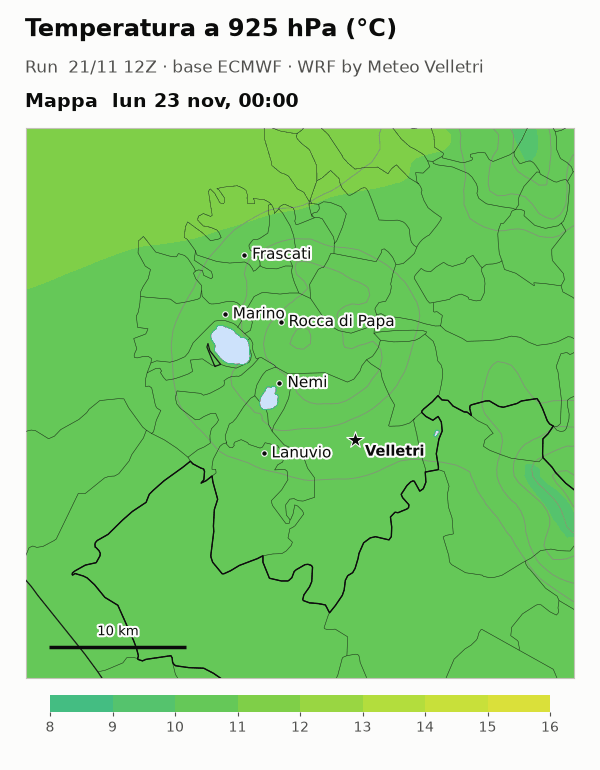 Temperatura a 925 hPa (°C)
Run  21/11 12Z · base ECMWF · WRF by Meteo Velletri
Mappa  lun 23 nov, 00:00
Frascati
Marino
Rocca di Papa
Nemi
Velletri
Lanuvio
10 km
8 9 10 11 12 13 14 15 16